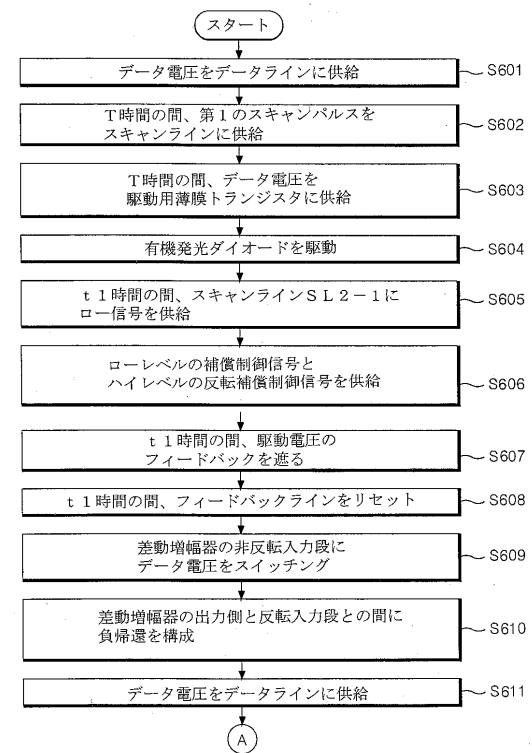 スタート
データ電圧をデータラインに供給
S601
T時間の間、第1のスキャンパルスを
スキャンラインに供給
S602
T時間の間、データ電圧を
駆動用薄膜トランジスタに供給
S603
有機発光ダイオードを駆動
S604
t1時間の間、スキャンラインSL2-1に
ロー信号を供給
S605
ローレベルの補償制御信号と
ハイレベルの反転補償制御信号を供給
S606
t1時間の間、駆動電圧の
フィードバックを遮る
S607
t1時間の間、フィードバックラインをリセット
S608
差動増幅器の非反転入力段に
データ電圧をスイッチング
S609
差動増幅器の出力側と反転入力段との間に
負帰還を構成
S610
データ電圧をデータラインに供給
S611
A